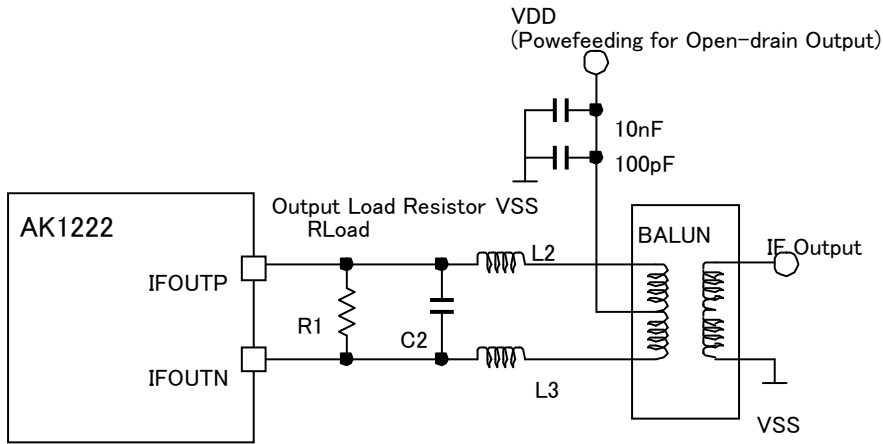 VDD
(Powefeeding for Open-drain Output)
10nF
100pF
Output Load Resistor VSS
RLoad
AK1222
BALUN
IF Output
L2
IFOUTP
R1
C2
IFOUTN
L3
VSS